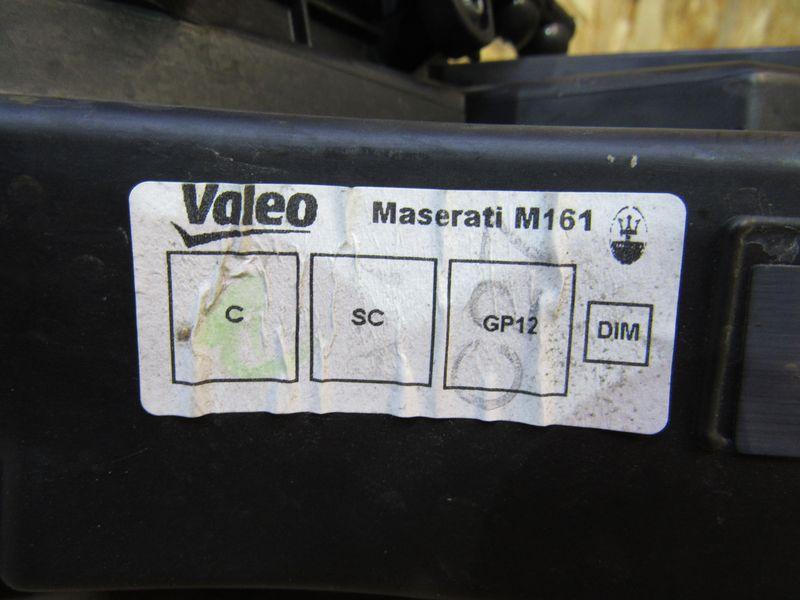 Valeo Maserati M161
C SC GP12 DIM